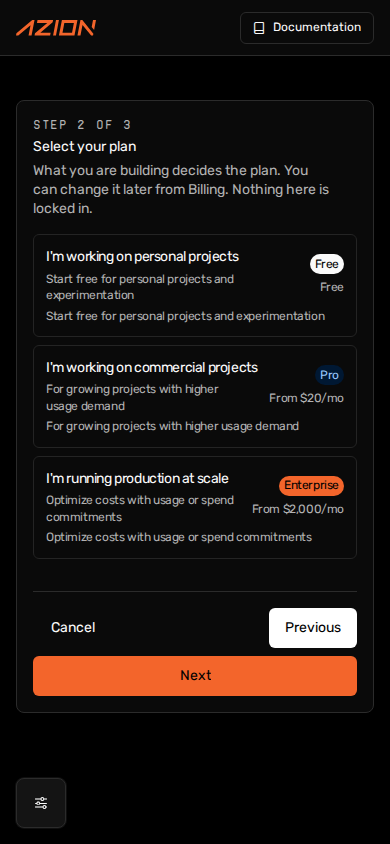 AZION
Documentation
STEP 2 OF 3
Select your plan
What you are building decides the plan. You
can change it later from Billing. Nothing here is
locked in.
I'm working on personal projects
Free
Start free for personal projects and
experimentation
Free
Start free for personal projects and experimentation
I'm working on commercial projects
Pro
For growing projects with higher
usage demand
From $20/mo
For growing projects with higher usage demand
I'm running production at scale
Enterprise
Optimize costs with usage or spend
commitments
From $2,000/mo
Optimize costs with usage or spend commitments
Cancel
Previous
Next